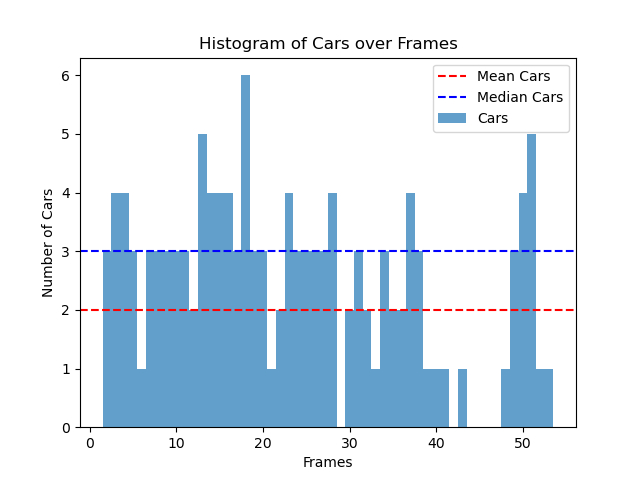 Histogram of Cars over Frames
Mean Cars
Median Cars
Cars
6
5
4
3
2
1
0
Number of Cars
0 10 20 30 40 50
Frames